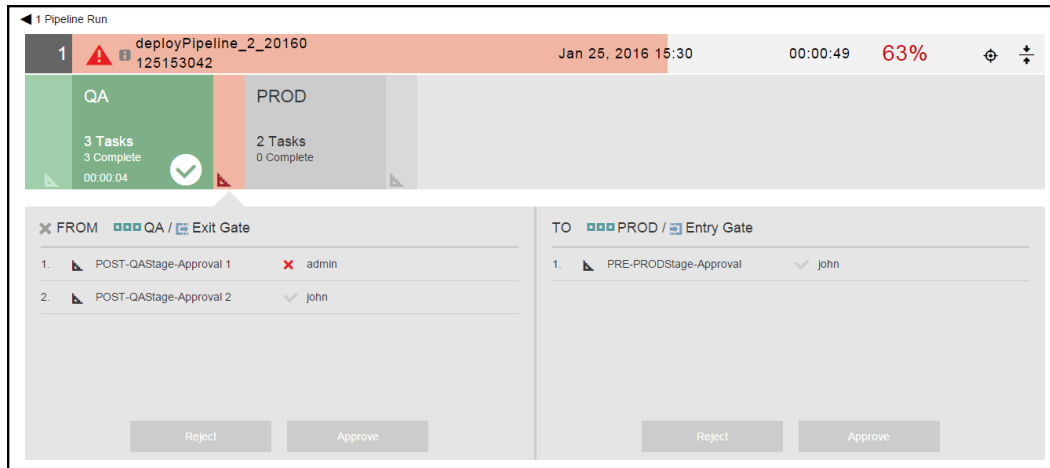 1 Pipeline Run
1 deployPipeline_2_20160 Jan 25, 2016 15:30 00:00:49 63%
125153042
QA PROD
3 Tasks 2 Tasks
3 Complete 0 Complete
00:00:04
FROM QA / Exit Gate
1. POST-QAStage-Approval 1 admin
2. POST-QAStage-Approval 2 john
Reject Approve
TO PROD / Entry Gate
1. PRE-PRODStage-Approval john
Reject Approve